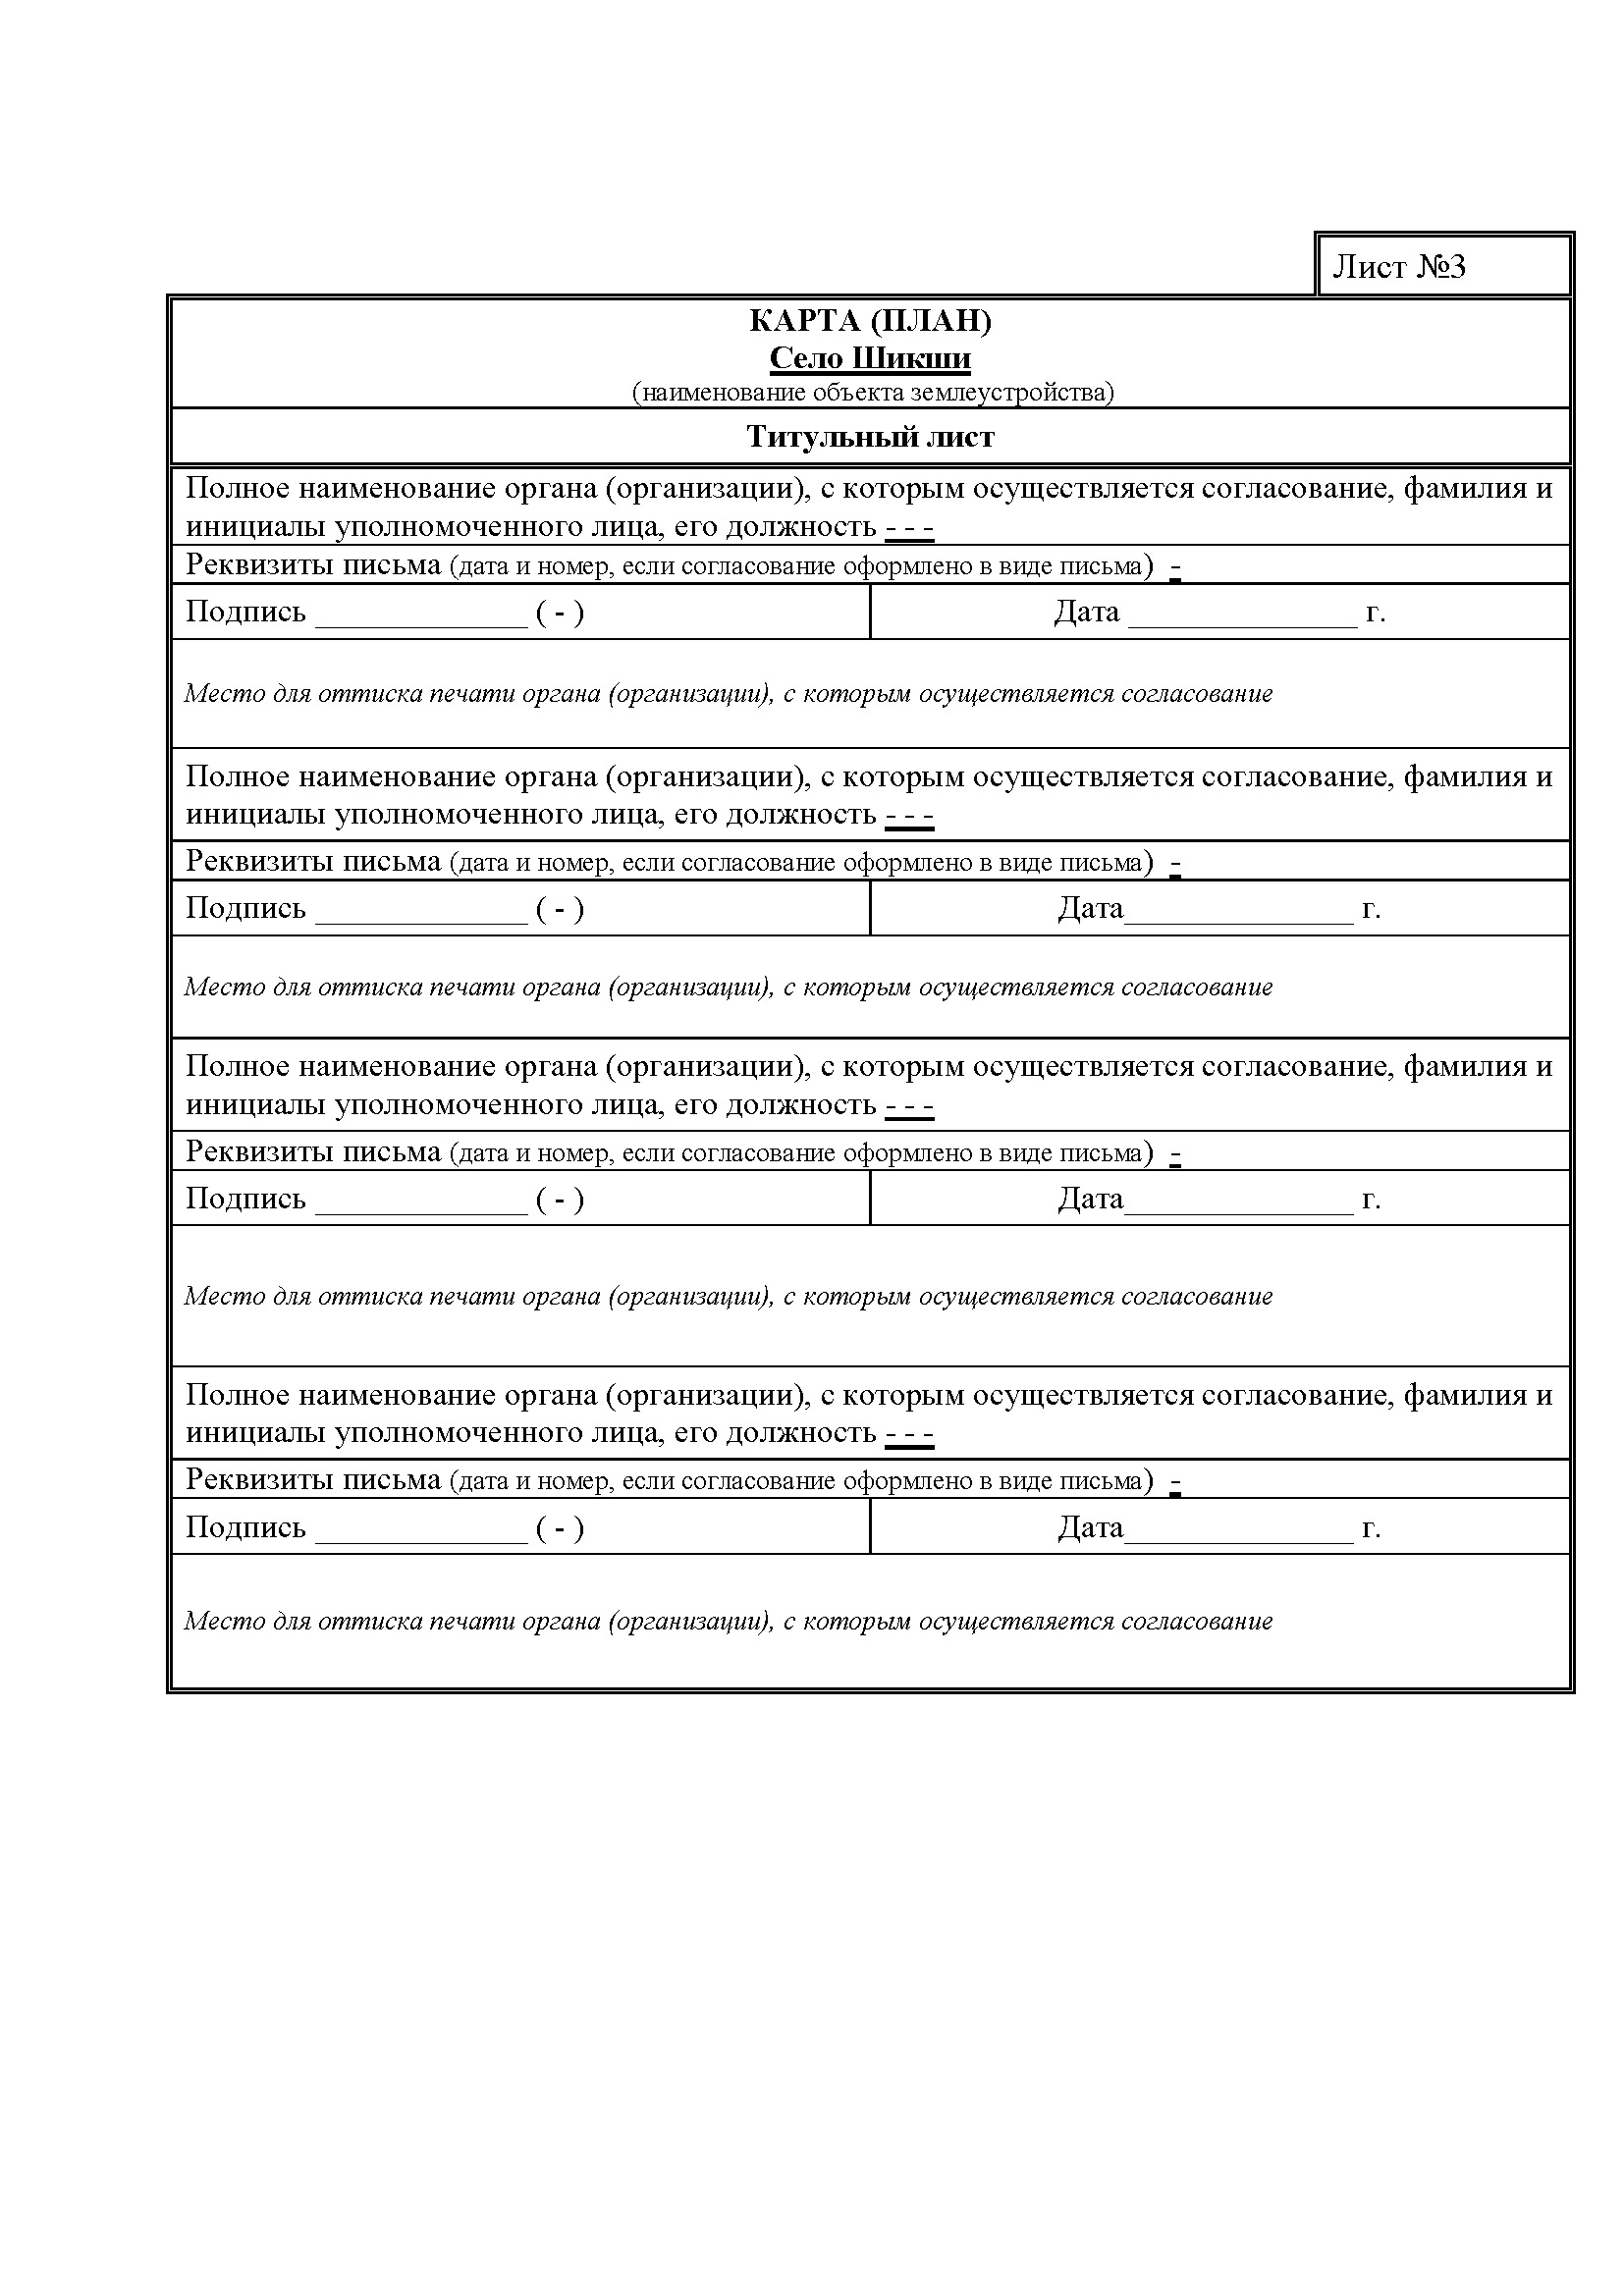 Лист №3
КАРТА (ПЛАН)
Село Шикши
(наименование объекта землеустройства)
Титульный лист
Полное наименование органа (организации), с которым осуществляется согласование, фамилия и
инициалы уполномоченного лица, его должность - - -
Реквизиты письма (дата и номер, если согласование оформлено в виде письма) -
Подпись _____________ ( - ) Дата ______________ г.
Место для оттиска печати органа (организации), с которым осуществляется согласование
Полное наименование органа (организации), с которым осуществляется согласование, фамилия и
инициалы уполномоченного лица, его должность - - -
Реквизиты письма (дата и номер, если согласование оформлено в виде письма) -
Подпись _____________ ( - ) Дата______________ г.
Место для оттиска печати органа (организации), с которым осуществляется согласование
Полное наименование органа (организации), с которым осуществляется согласование, фамилия и
инициалы уполномоченного лица, его должность - - -
Реквизиты письма (дата и номер, если согласование оформлено в виде письма) -
Подпись _____________ ( - ) Дата______________ г.
Место для оттиска печати органа (организации), с которым осуществляется согласование
Полное наименование органа (организации), с которым осуществляется согласование, фамилия и
инициалы уполномоченного лица, его должность - - -
Реквизиты письма (дата и номер, если согласование оформлено в виде письма) -
Подпись _____________ ( - ) Дата______________ г.
Место для оттиска печати органа (организации), с которым осуществляется согласование